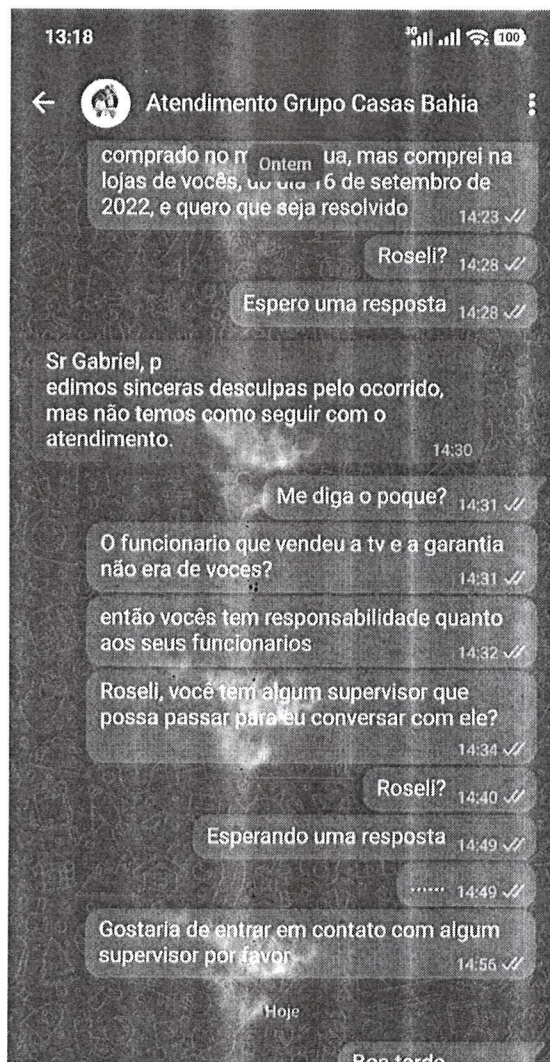 13:18
3G
100
Atendimento Grupo Casas Bahia
Ontem
comprado no m ua, mas comprei na
lojas de vocês, do dia 16 de setembro de
2022, e quero que seja resolvido 14:23
Roseli? 14:28
Espero uma resposta 14:28
Sr Gabriel, p
edimos sinceras desculpas pelo ocorrido,
mas não temos como seguir com o
atendimento.
14:30
Me diga o poque? 14:31
O funcionario que vendeu a tv e a garantia
não era de voces? 14:31
então vocês tem responsabilidade quanto
aos seus funcionarios 14:32
Roseli, você tem algum supervisor que
possa passar para eu conversar com ele?
14:34
Roseli? 14:40
Esperando uma resposta 14:49
...... 14:49
Gostaria de entrar em contato com algum
supervisor por favor 14:56
Hoje
Boa tarde